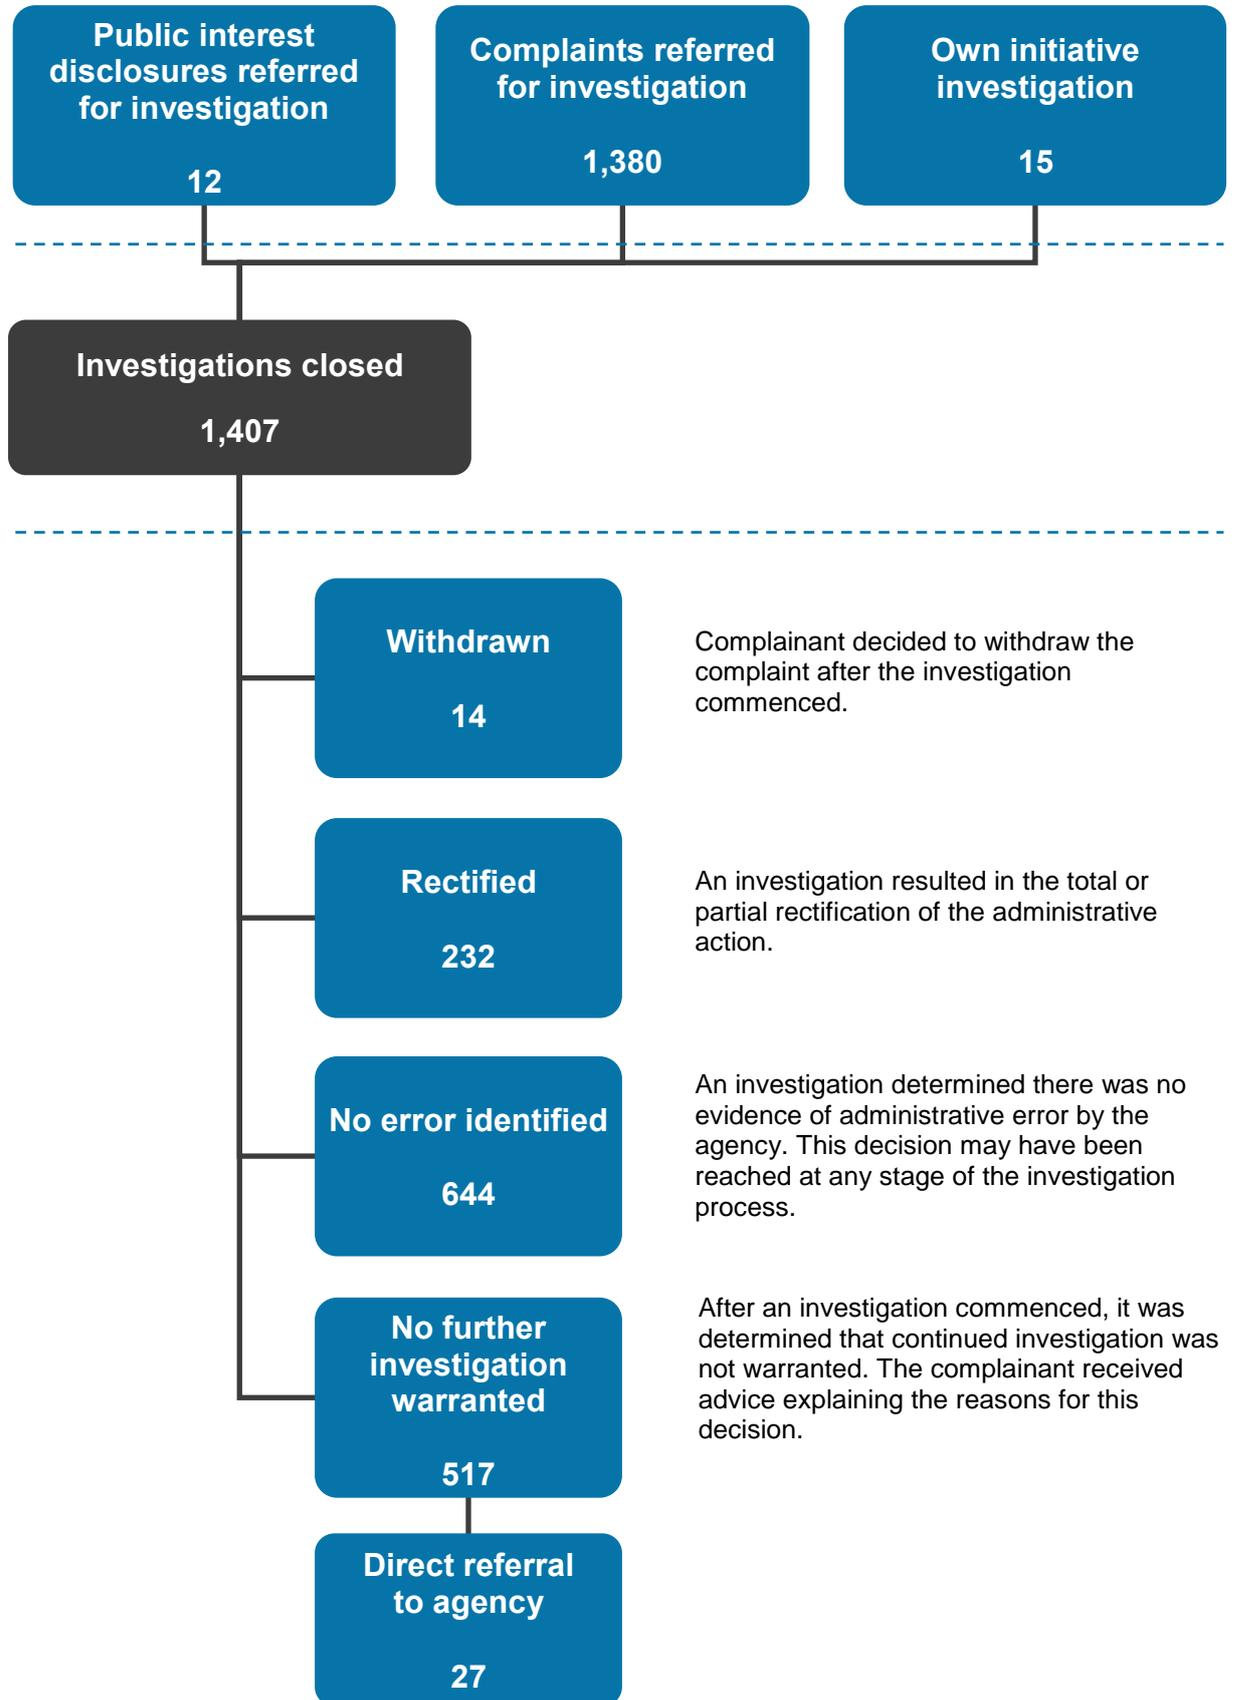 Public interest
disclosures referred
for investigation
12
Complaints referred
for investigation
1,380
Own initiative
investigation
15
Investigations closed
1,407
Withdrawn
14
Complainant decided to withdraw the
complaint after the investigation
commenced.
Rectified
232
An investigation resulted in the total or
partial rectification of the administrative
action.
No error identified
644
An investigation determined there was no
evidence of administrative error by the
agency. This decision may have been
reached at any stage of the investigation
process.
No further
investigation
warranted
517
After an investigation commenced, it was
determined that continued investigation was
not warranted. The complainant received
advice explaining the reasons for this
decision.
Direct referral
to agency
27